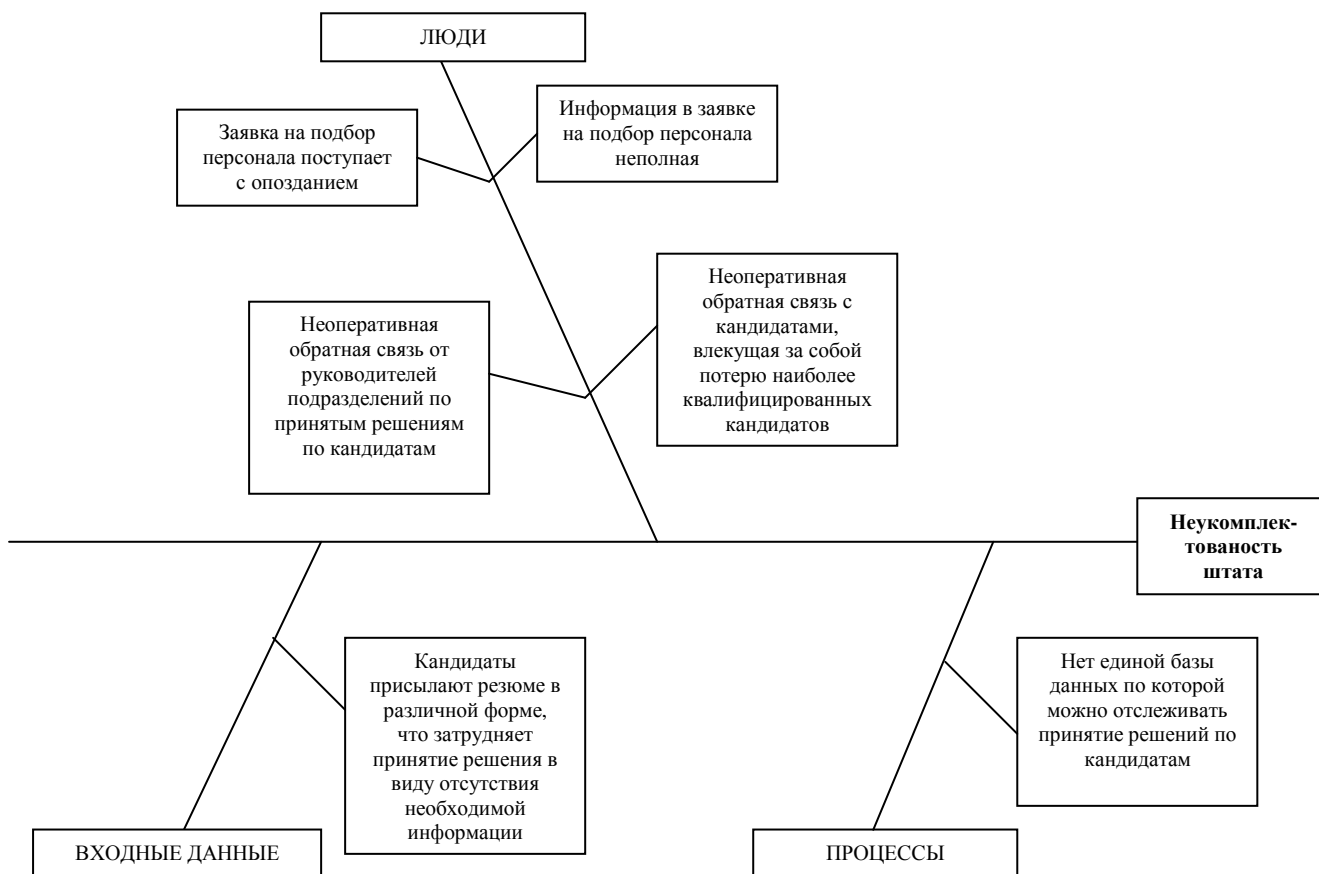 ЛЮДИ
Заявка на подбор
персонала поступает
с опозданием
Информация в заявке
на подбор персонала
неполная
Неоперативная
обратная связь от
руководителей
подразделений по
принятым решениям
по кандидатам
Неоперативная
обратная связь с
кандидатами,
влекущая за собой
потерю наиболее
квалифицированных
кандидатов
Неукомплек-
тованость
штата
Кандидаты
присылают резюме в
различной форме,
что затрудняет
принятие решения в
виду отсутствия
необходимой
информации
Нет единой базы
данных по которой
можно отслеживать
принятие решений по
кандидатам
ВХОДНЫЕ ДАННЫЕ
ПРОЦЕССЫ